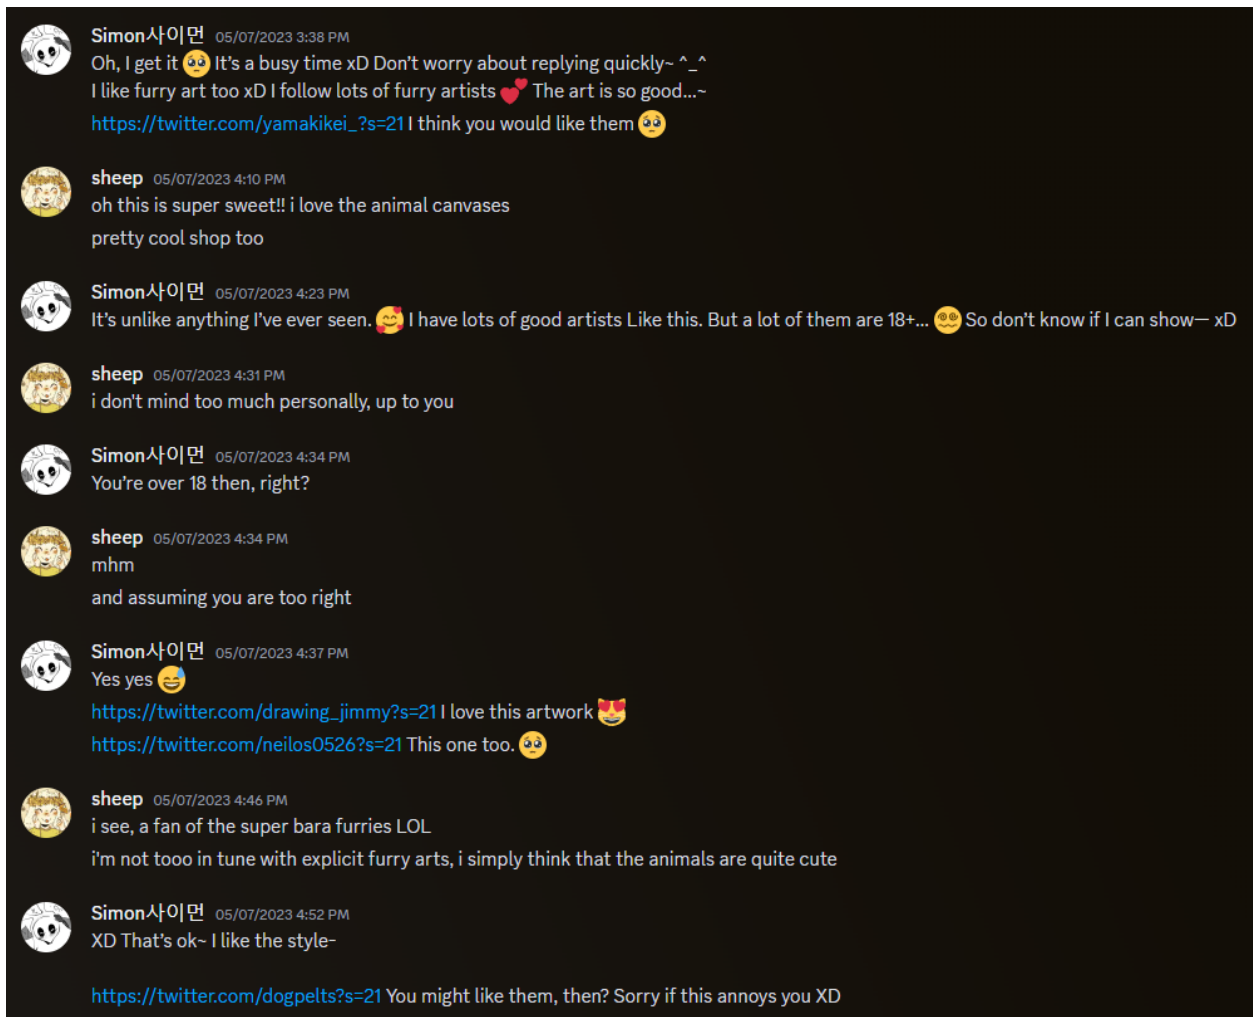 Simon사이먼 05/07/2023 3:38 PM
Oh, I get it 🥺 It’s a busy time xD Don’t worry about replying quickly~ ^_^
I like furry art too xD I follow lots of furry artists 💕 The art is so good...~
https://twitter.com/yamakikei_?s=21 I think you would like them 🥺
sheep 05/07/2023 4:10 PM
oh this is super sweet!! i love the animal canvases
pretty cool shop too
Simon사이먼 05/07/2023 4:23 PM
It’s unlike anything I’ve ever seen. 🥰 I have lots of good artists Like this. But a lot of them are 18+... 😵‍💫 So don’t know if I can show— xD
sheep 05/07/2023 4:31 PM
i don't mind too much personally, up to you
Simon사이먼 05/07/2023 4:34 PM
You’re over 18 then, right?
sheep 05/07/2023 4:34 PM
mhm
and assuming you are too right
Simon사이먼 05/07/2023 4:37 PM
Yes yes 😅
https://twitter.com/drawing_jimmy?s=21 I love this artwork 😻
https://twitter.com/neilos0526?s=21 This one too. 🥺
sheep 05/07/2023 4:46 PM
i see, a fan of the super bara furries LOL
i'm not tooo in tune with explicit furry arts, i simply think that the animals are quite cute
Simon사이먼 05/07/2023 4:52 PM
XD That’s ok~ I like the style-
https://twitter.com/dogpelts?s=21 You might like them, then? Sorry if this annoys you XD